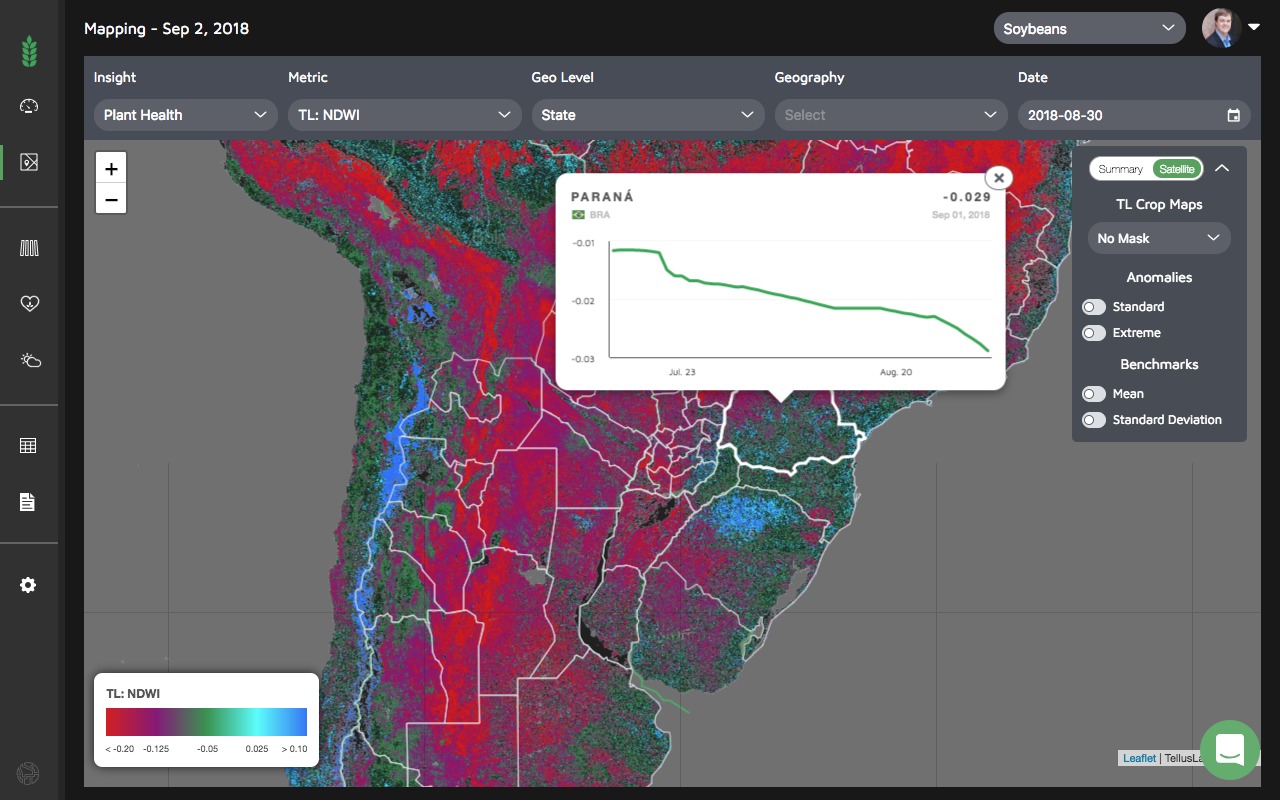 Mapping - Sep 2, 2018
Soybeans
Insight
Metric
Geo Level
Geography
Date
Plant Health
TL: NDWI
State
Select
2018-08-30
+
−
PARANÁ
-0.029
BRA
Sep 01, 2018
-0.01
-0.02
-0.03
Jul. 23
Aug. 20
Summary
Satellite
TL Crop Maps
No Mask
Anomalies
Standard
Extreme
Benchmarks
Mean
Standard Deviation
TL: NDWI
< -0.20 -0.125 -0.05 0.025 > 0.10
Leaflet |